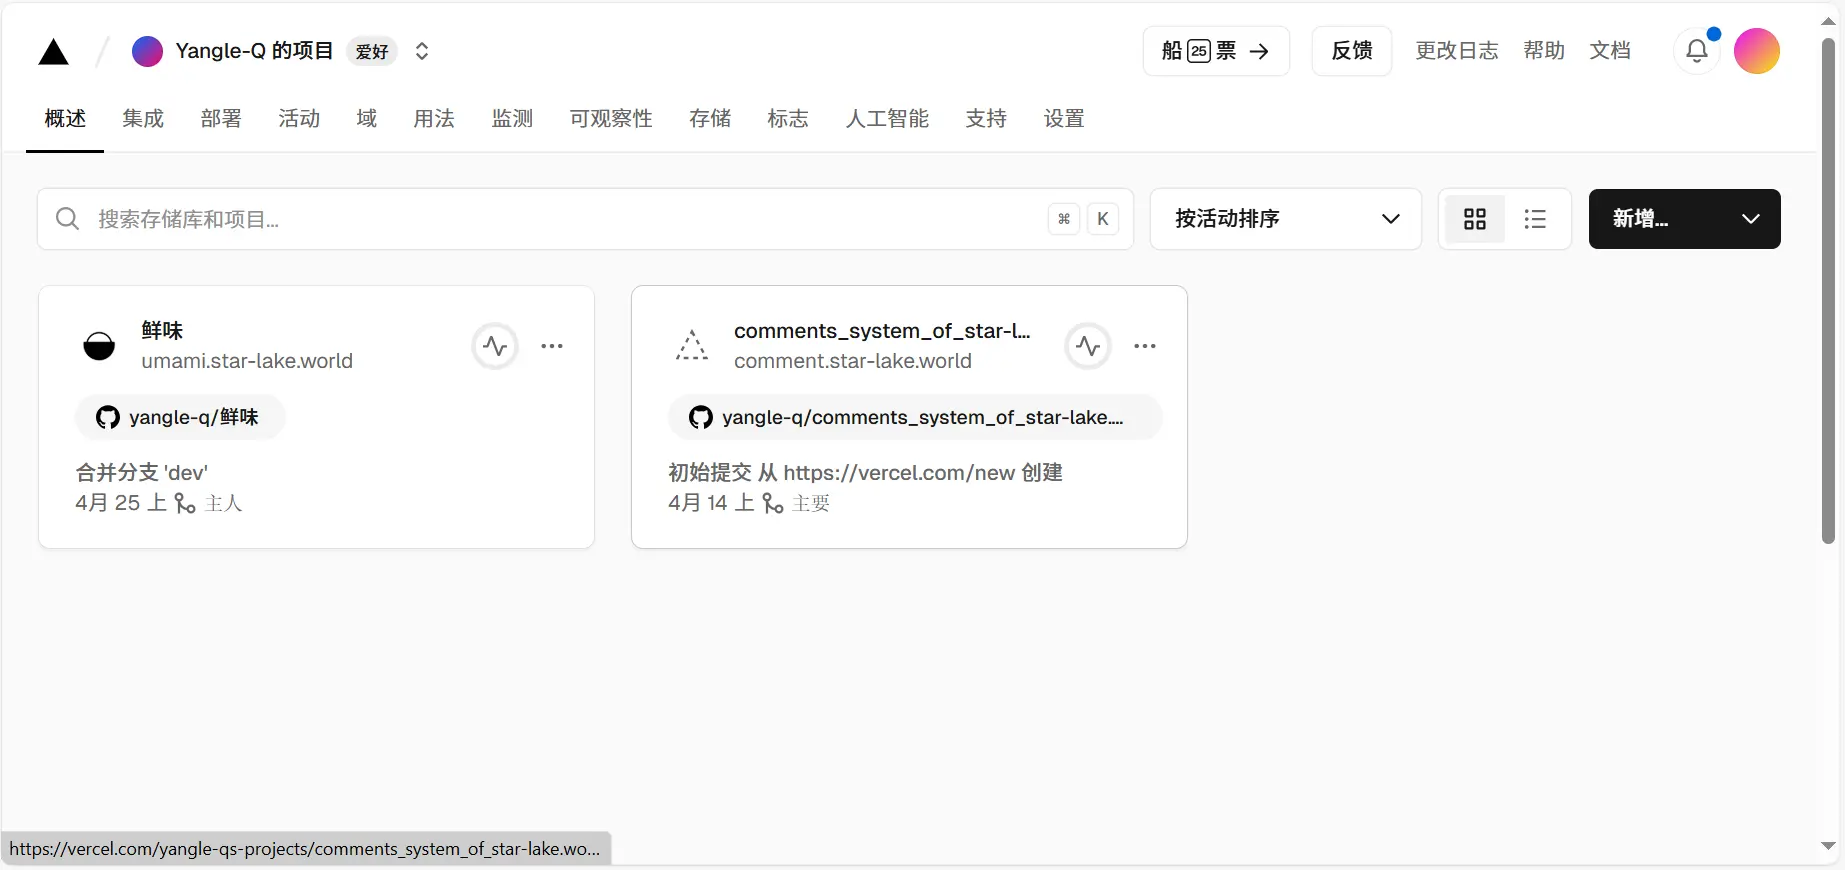 Yangle-Q 的项目 爱好
船 25 票 → 反馈 更改日志 帮助 文档
概述 集成 部署 活动 域 用法 监测 可观察性 存储 标志 人工智能 支持 设置
搜索存储库和项目... ⌘ K 按活动排序 新增...
鲜味
umami.star-lake.world
yangle-q/鲜味
合并分支 'dev'
4月 25 上 主人
comments_system_of_star-l...
comment.star-lake.world
yangle-q/comments_system_of_star-lake....
初始提交 从 https://vercel.com/new 创建
4月 14 上 主要
https://vercel.com/yangle-qs-projects/comments_system_of_star-lake.wo...